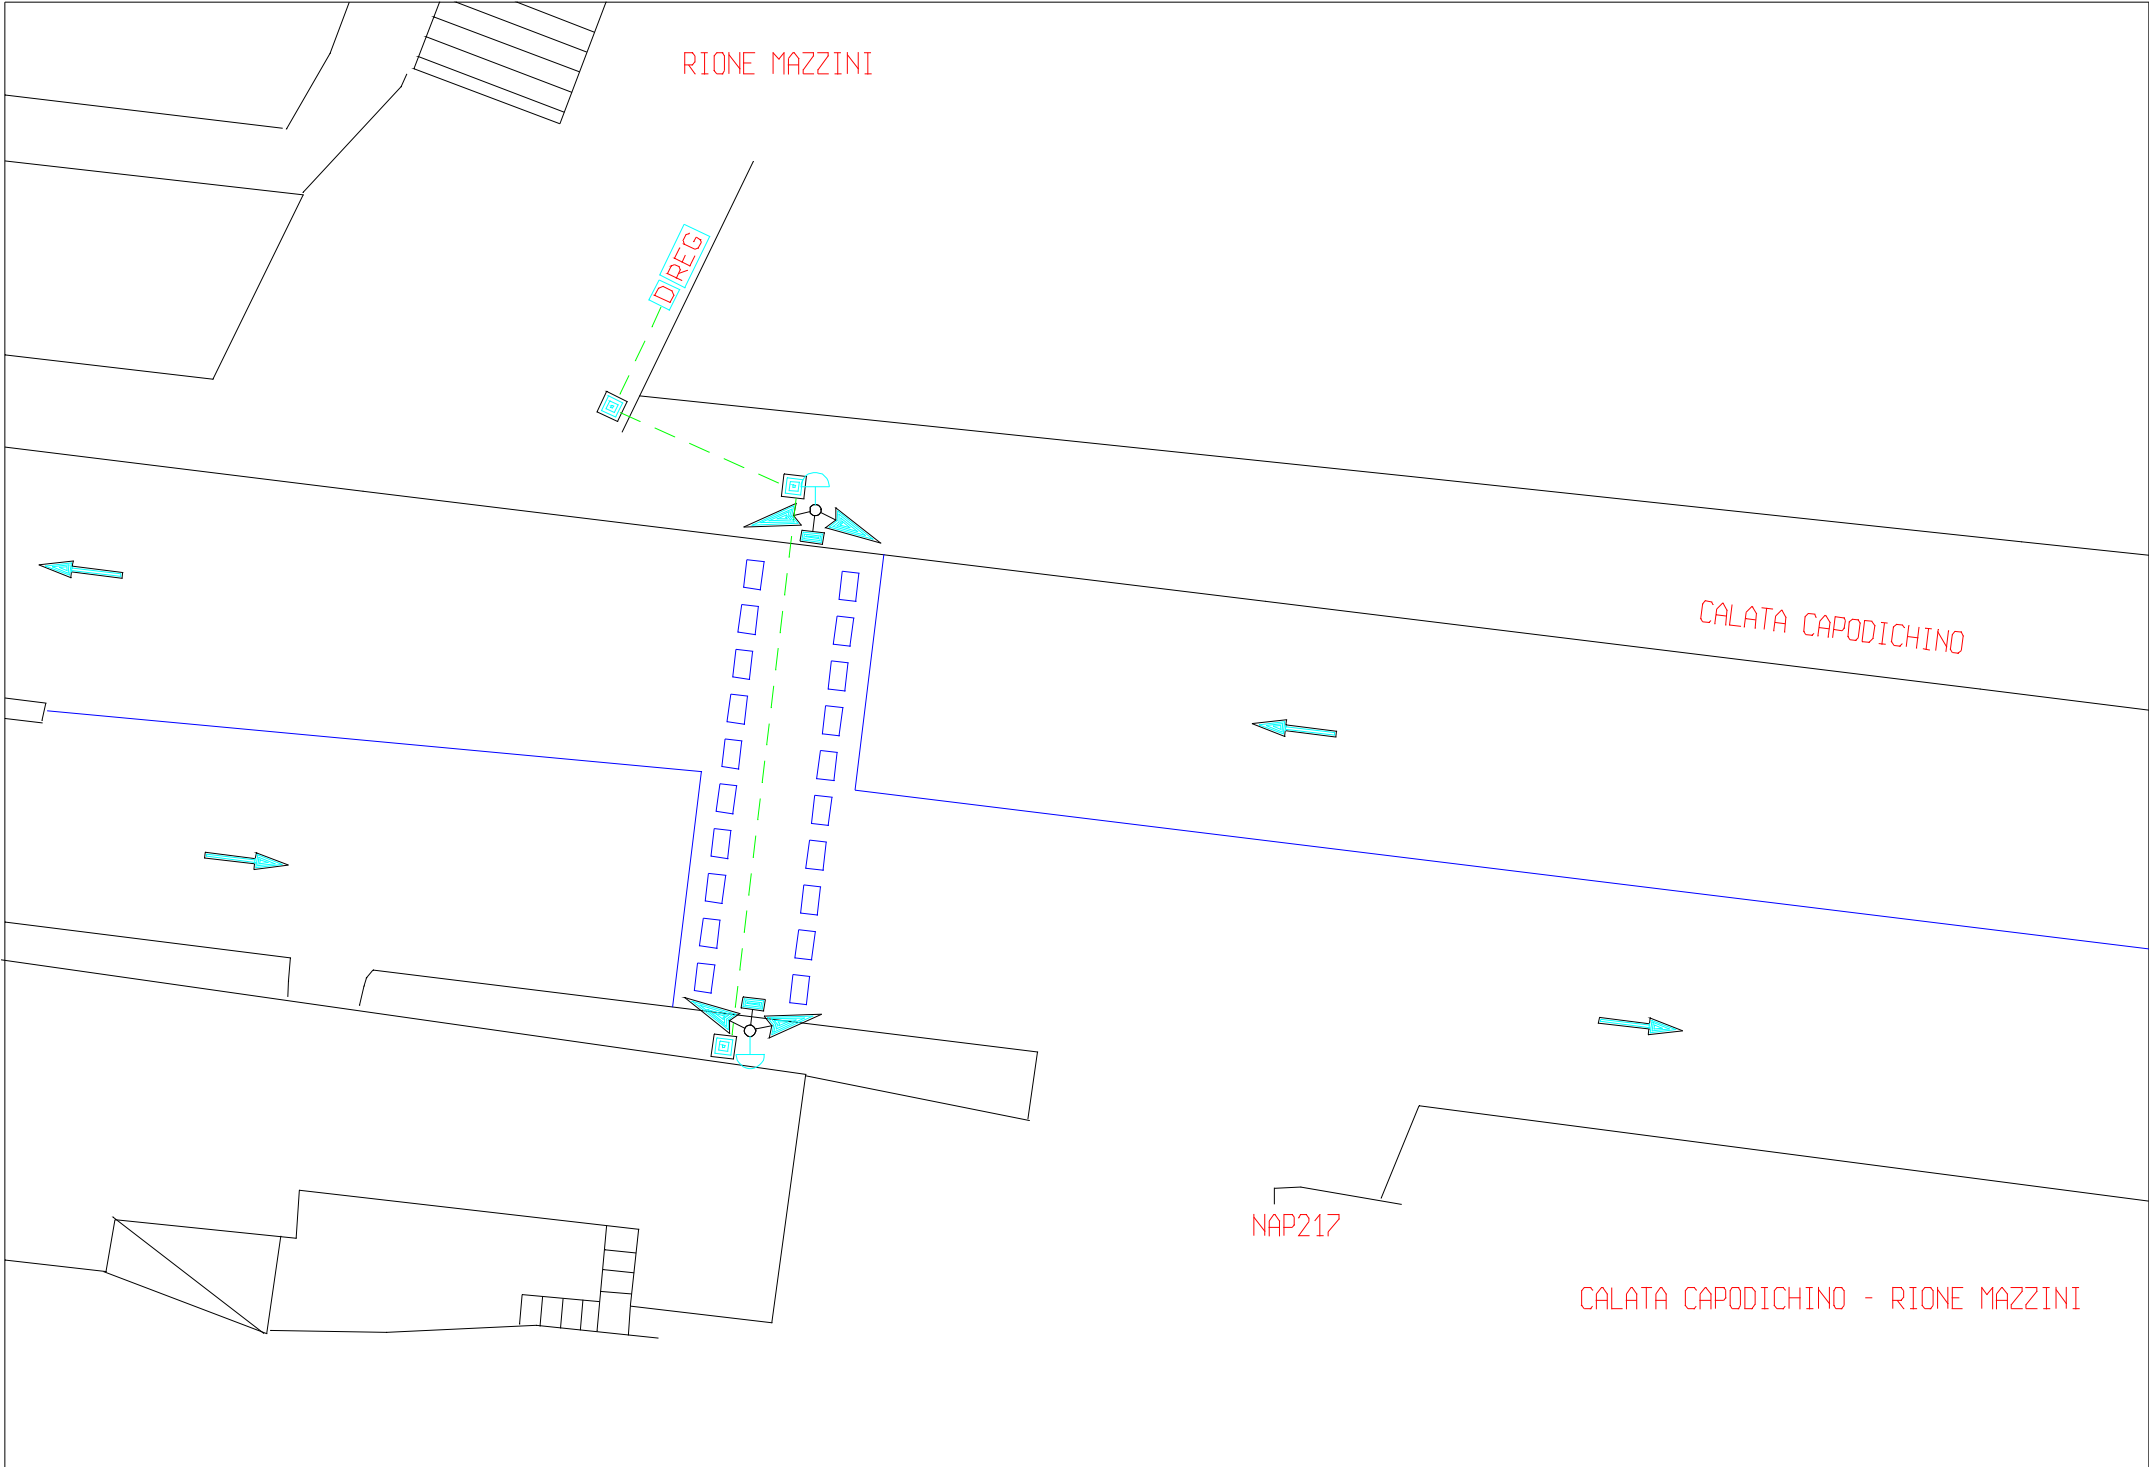 RIONE MAZZINI
D REG
CALATA CAPODICHINO
NAP217
CALATA CAPODICHINO - RIONE MAZZINI